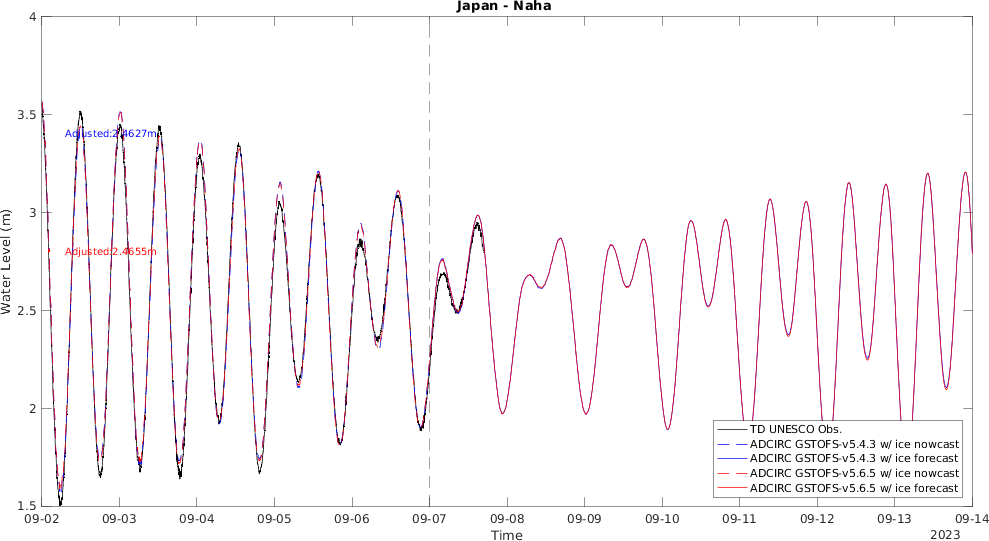 Japan - Naha
Water Level (m)
4
3.5
3
2.5
2
1.5
Adjusted:2.4627m
Adjusted:2.4655m
TD UNESCO Obs.
ADCIRC GSTOFS-v5.4.3 w/ ice nowcast
ADCIRC GSTOFS-v5.4.3 w/ ice forecast
ADCIRC GSTOFS-v5.6.5 w/ ice nowcast
ADCIRC GSTOFS-v5.6.5 w/ ice forecast
09-02 09-03 09-04 09-05 09-06 09-07 09-08 09-09 09-10 09-11 09-12 09-13 09-14
Time
2023